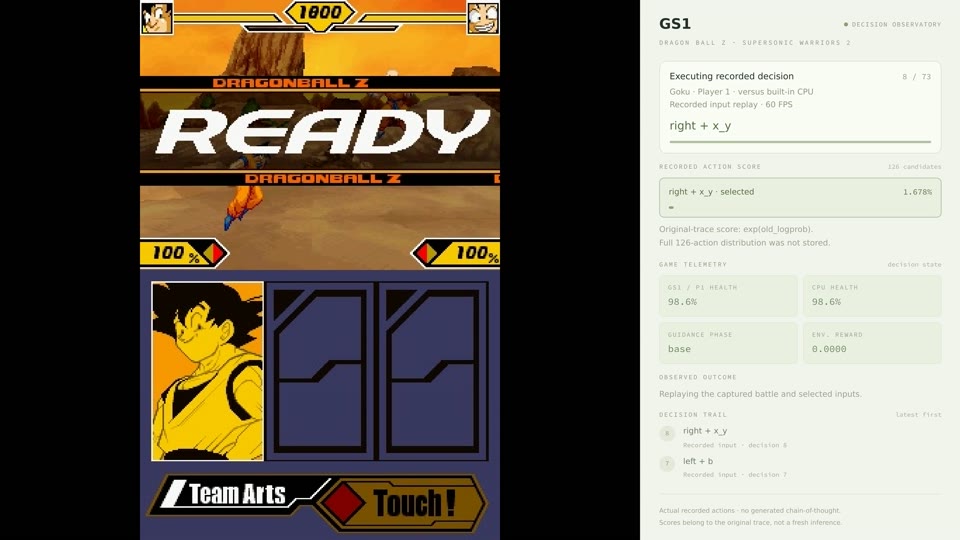 1800
DRAGONBALL Z
READY
DRAGONBALL Z
100 %
100 %
Team Arts
Touch !
GS1
DECISION OBSERVATORY
DRAGON BALL Z · SUPERSONIC WARRIORS 2
Executing recorded decision
8 / 73
Goku · Player 1 · versus built-in CPU
Recorded input replay · 60 FPS
right + x_y
RECORDED ACTION SCORE
126 candidates
right + x_y · selected
1.678%
Original-trace score: exp(old_logprob).
Full 126-action distribution was not stored.
GAME TELEMETRY
decision state
GS1 / P1 HEALTH
98.6%
CPU HEALTH
98.6%
GUIDANCE PHASE
base
ENV. REWARD
0.0000
OBSERVED OUTCOME
Replaying the captured battle and selected inputs.
DECISION TRAIL
latest first
8
right + x_y
Recorded input · decision 8
7
left + b
Recorded input · decision 7
Actual recorded actions · no generated chain-of-thought.
Scores belong to the original trace, not a fresh inference.